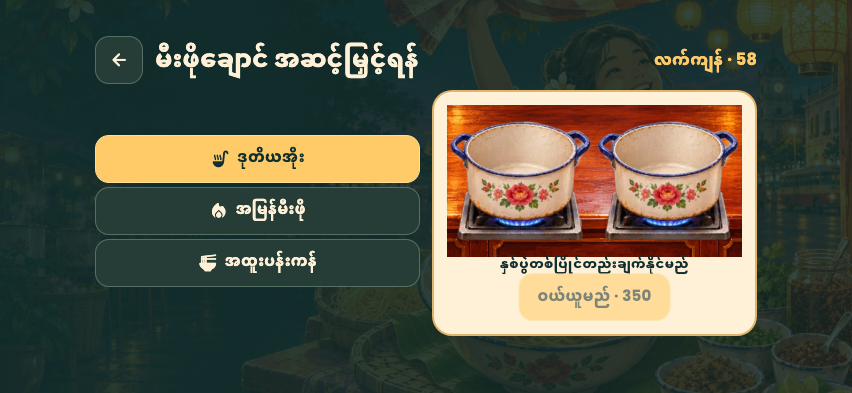 မီးဖိုချောင် အဆင့်မြှင့်ရန်
လက်ကျန် · 58
ဒုတိယအိုး
အမြန်မီးဖို
အထူးပန်းကန်
နှစ်ပွဲတစ်ပြိုင်တည်းချက်နိုင်မည်
ဝယ်ယူမည် · 350